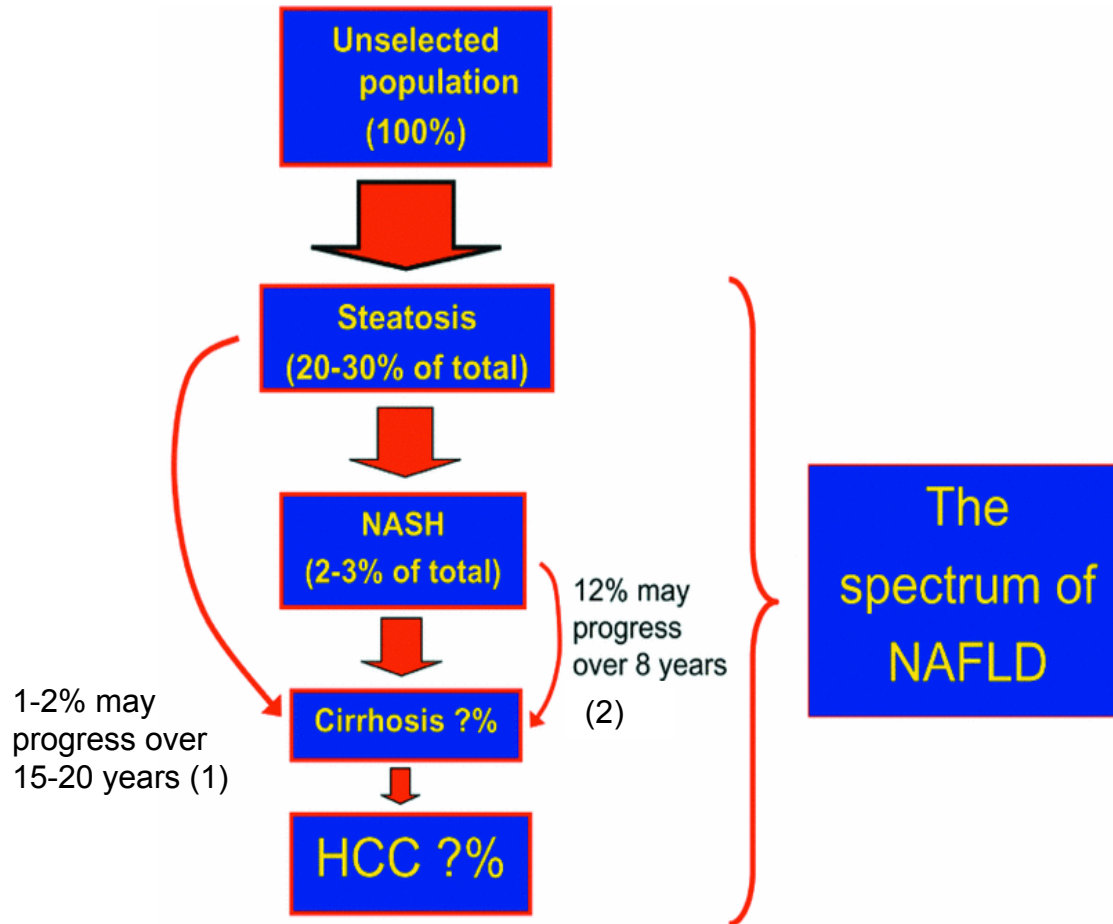 Unselected
population
(100%)
Steatosis
(20-30% of total)
NASH
(2-3% of total)
12% may
progress
over 8 years
(2)
1-2% may
progress over
15-20 years (1)
Cirrhosis ?%
HCC ?%
The
spectrum of
NAFLD